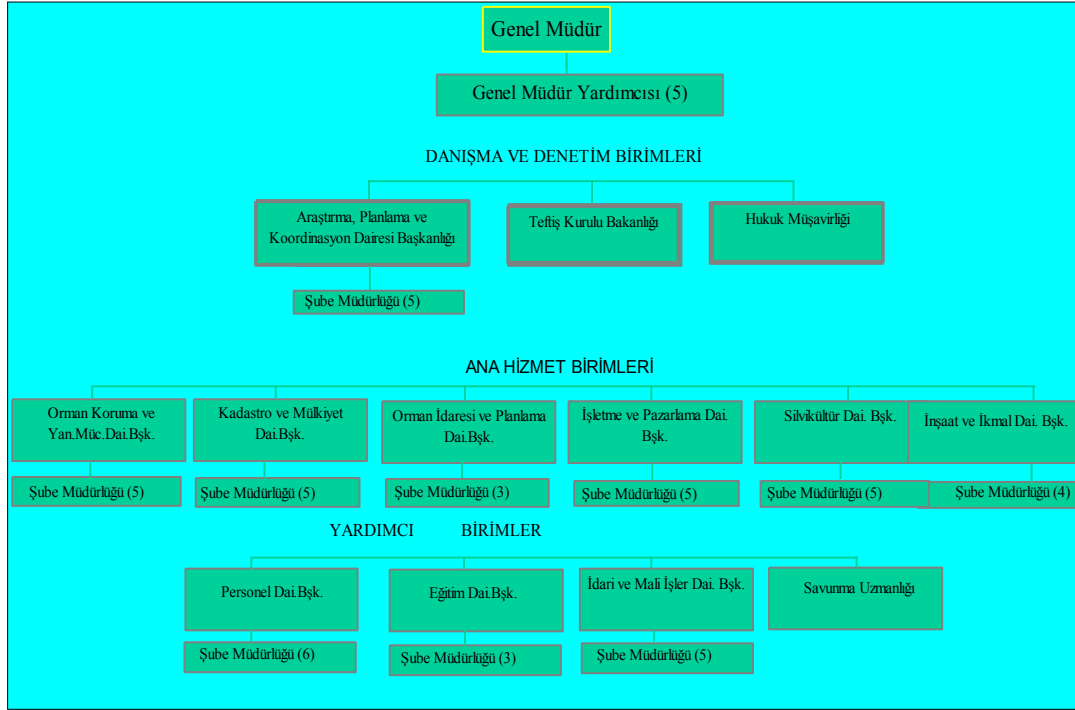 Genel Müdür
Genel Müdür Yardımcısı (5)
DANIŞMA VE DENETİM BİRİMLERİ
Araştırma, Planlama ve
Koordinasyon Dairesi Başkanlığı
Teftiş Kurulu Bakanlığı
Hukuk Müşavirliği
Şube Müdürlüğü (5)
ANA HİZMET BİRİMLERİ
Orman Koruma ve
Yan.Müc.Dai.Bşk.
Kadastro ve Mülkiyet
Dai.Bşk.
Orman İdaresi ve Planlama
Dai.Bşk.
İşletme ve Pazarlama Dai.
Bşk.
Silvikültür Dai. Bşk.
İnşaat ve İkmal Dai. Bşk.
Şube Müdürlüğü (5)
Şube Müdürlüğü (5)
Şube Müdürlüğü (3)
Şube Müdürlüğü (5)
Şube Müdürlüğü (5)
Şube Müdürlüğü (4)
YARDIMCI BİRİMLER
Personel Dai.Bşk.
Eğitim Dai.Bşk.
İdari ve Mali İşler Dai. Bşk.
Savunma Uzmanlığı
Şube Müdürlüğü (6)
Şube Müdürlüğü (3)
Şube Müdürlüğü (5)